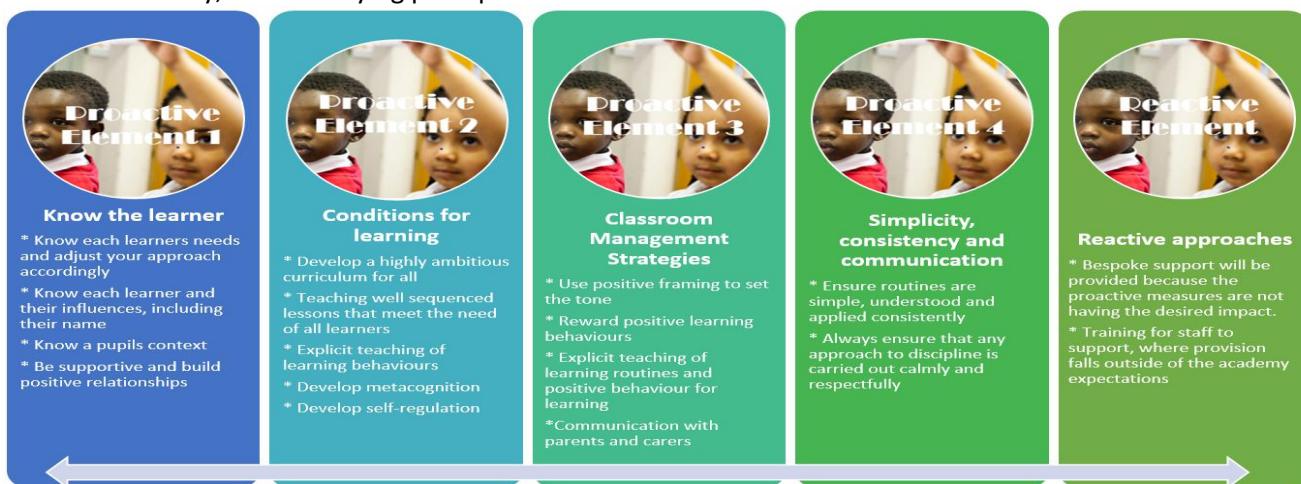 Proactive
Element 1
Know the learner
* Know each learners needs
and adjust your approach
accordingly
* Know each learner and
their influences, including
their name
* Know a pupils context
* Be supportive and build
positive relationships
Proactive
Element 2
Conditions for
learning
* Develop a highly ambitious
curriculum for all
* Teaching well sequenced
lessons that meet the need
of all learners
* Explicit teaching of
learning behaviours
* Develop metacognition
* Develop self-regulation
Proactive
Element 3
Classroom
Management
Strategies
* Use positive framing to set
the tone
* Reward positive learning
behaviours
* Explicit teaching of
learning routines and
positive behaviour for
learning
*Communication with
parents and carers
Proactive
Element 4
Simplicity,
consistency and
communication
* Ensure routines are
simple, understood and
applied consistently
* Always ensure that any
approach to discipline is
carried out calmly and
respectfully
Reactive
Element
Reactive approaches
* Bespoke support will be
provided because the
proactive measures are not
having the desired impact.
* Training for staff to
support, where provision
falls outside of the academy
expectations